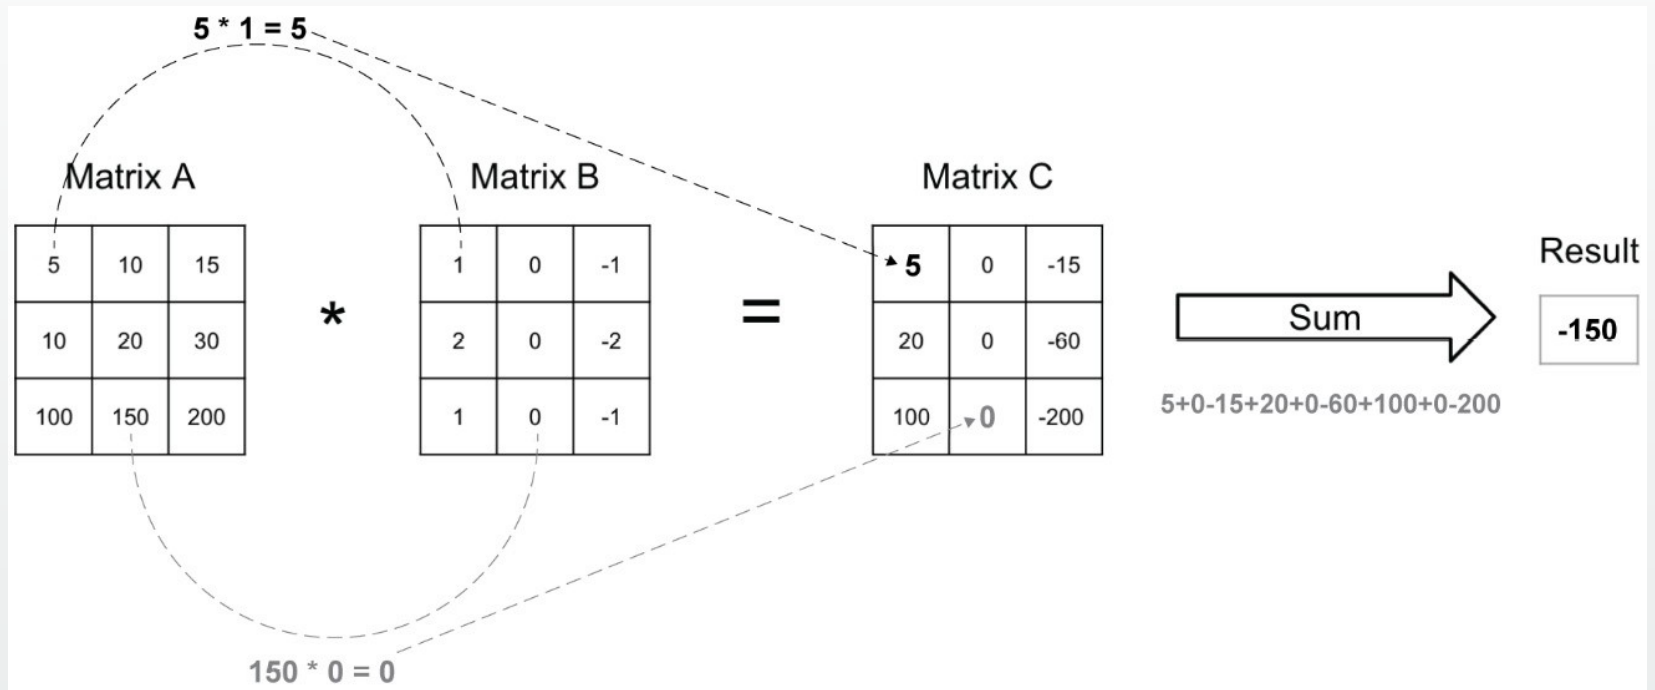 5 * 1 = 5
Matrix A
Matrix B
Matrix C
5 10 15
10 20 30
100 150 200
*
1 0 -1
2 0 -2
1 0 -1
=
5 0 -15
20 0 -60
100 0 -200
Sum
5+0-15+20+0-60+100+0-200
Result
-150
150 * 0 = 0